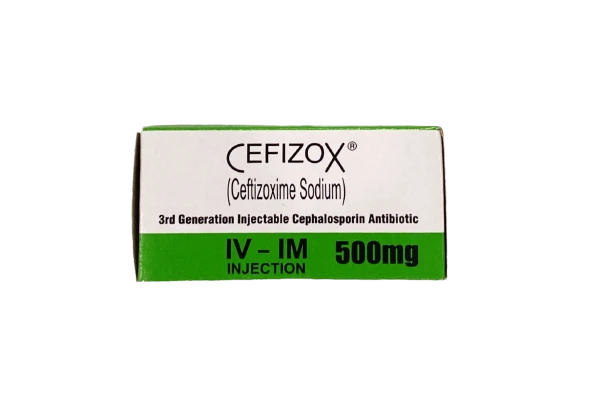 CEFIZOX®
(Ceftizoxime Sodium)
3rd Generation Injectable Cephalosporin Antibiotic
IV – IM 500mg
INJECTION